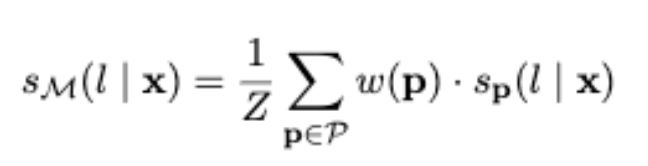 s_ℳ(l | 𝐱) = 1/Z ∑_{𝐩∈𝒫} w(𝐩) · s_𝐩(l | 𝐱)